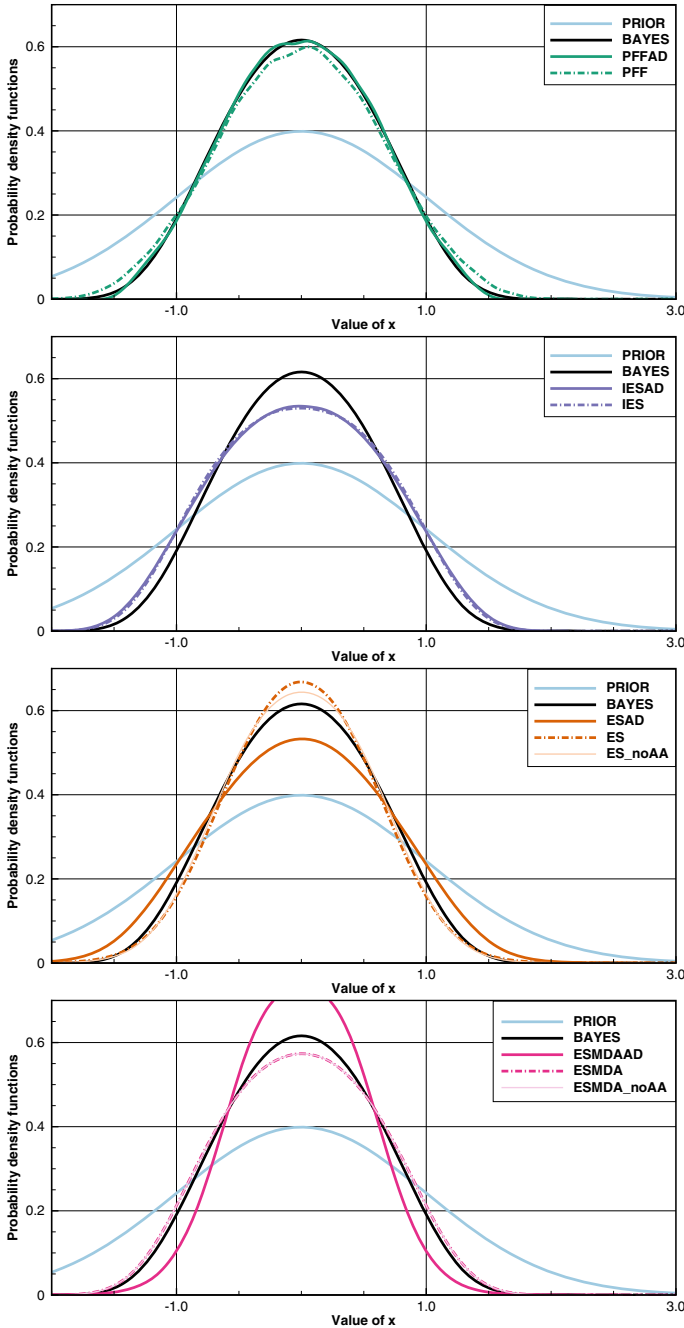 Probability density functions
0.6
0.4
0.2
0
PRIOR
BAYES
PFFAD
PFF
-1.0
1.0
3.0
Value of x
Probability density functions
0.6
0.4
0.2
0
PRIOR
BAYES
IESAD
IES
-1.0
1.0
3.0
Value of x
Probability density functions
0.6
0.4
0.2
0
PRIOR
BAYES
ESAD
ES
ES_noAA
-1.0
1.0
3.0
Value of x
Probability density functions
0.6
0.4
0.2
0
PRIOR
BAYES
ESMDAAD
ESMDA
ESMDA_noAA
-1.0
1.0
3.0
Value of x